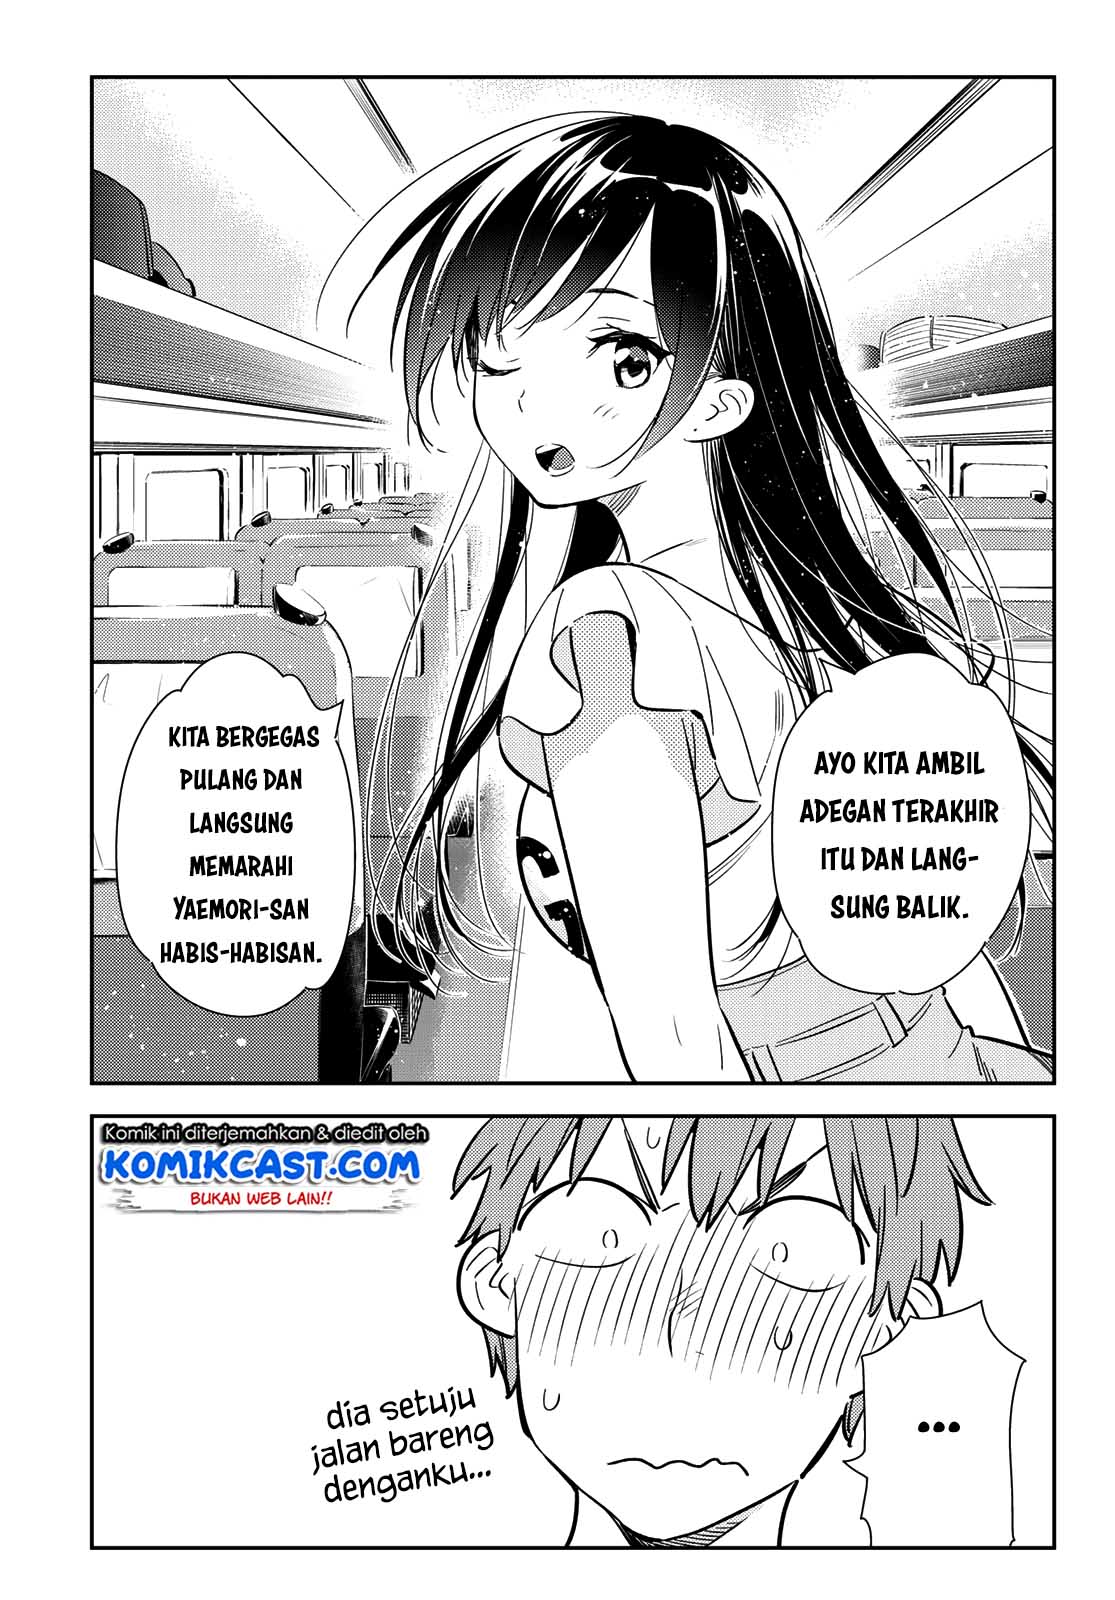 AYO KITA AMBIL
ADEGAN TERAKHIR
ITU DAN LANG-
SUNG BALIK.
KITA BERGEGAS
PULANG DAN
LANGSUNG
MEMARAHI
YAEMORI-SAN
HABIS-HABISAN.
G
Komik ini diterjemahkan & diedit oleh
KOMIKCAST.COM
BUKAN WEB LAIN!!
...
dia setuju
jalan bareng
denganku...